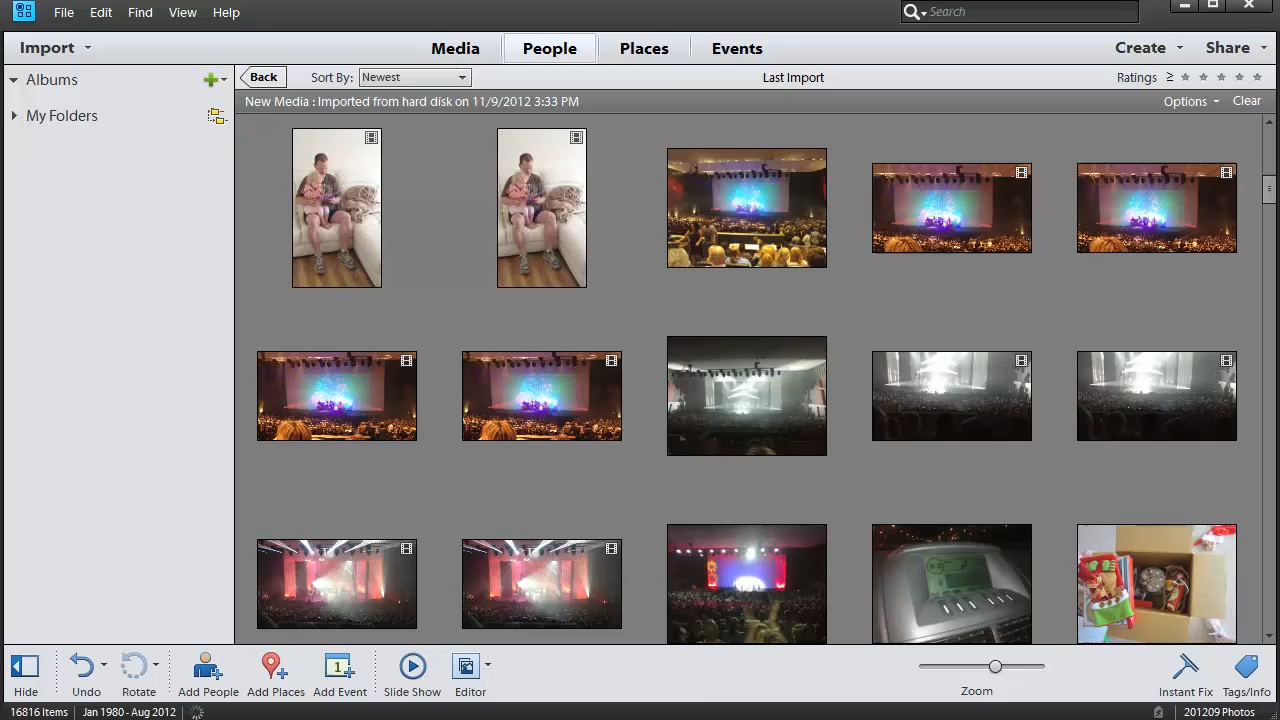 File Edit Find View Help
Search
Import
Media People Places Events
Create Share
Albums
Back Sort By: Newest Last Import Ratings ≥
New Media : Imported from hard disk on 11/9/2012 3:33 PM
Options Clear
My Folders
Hide Undo Rotate Add People Add Places Add Event Slide Show Editor Zoom Instant Fix Tags/Info
1
16816 Items Jan 1980 - Aug 2012 201209 Photos